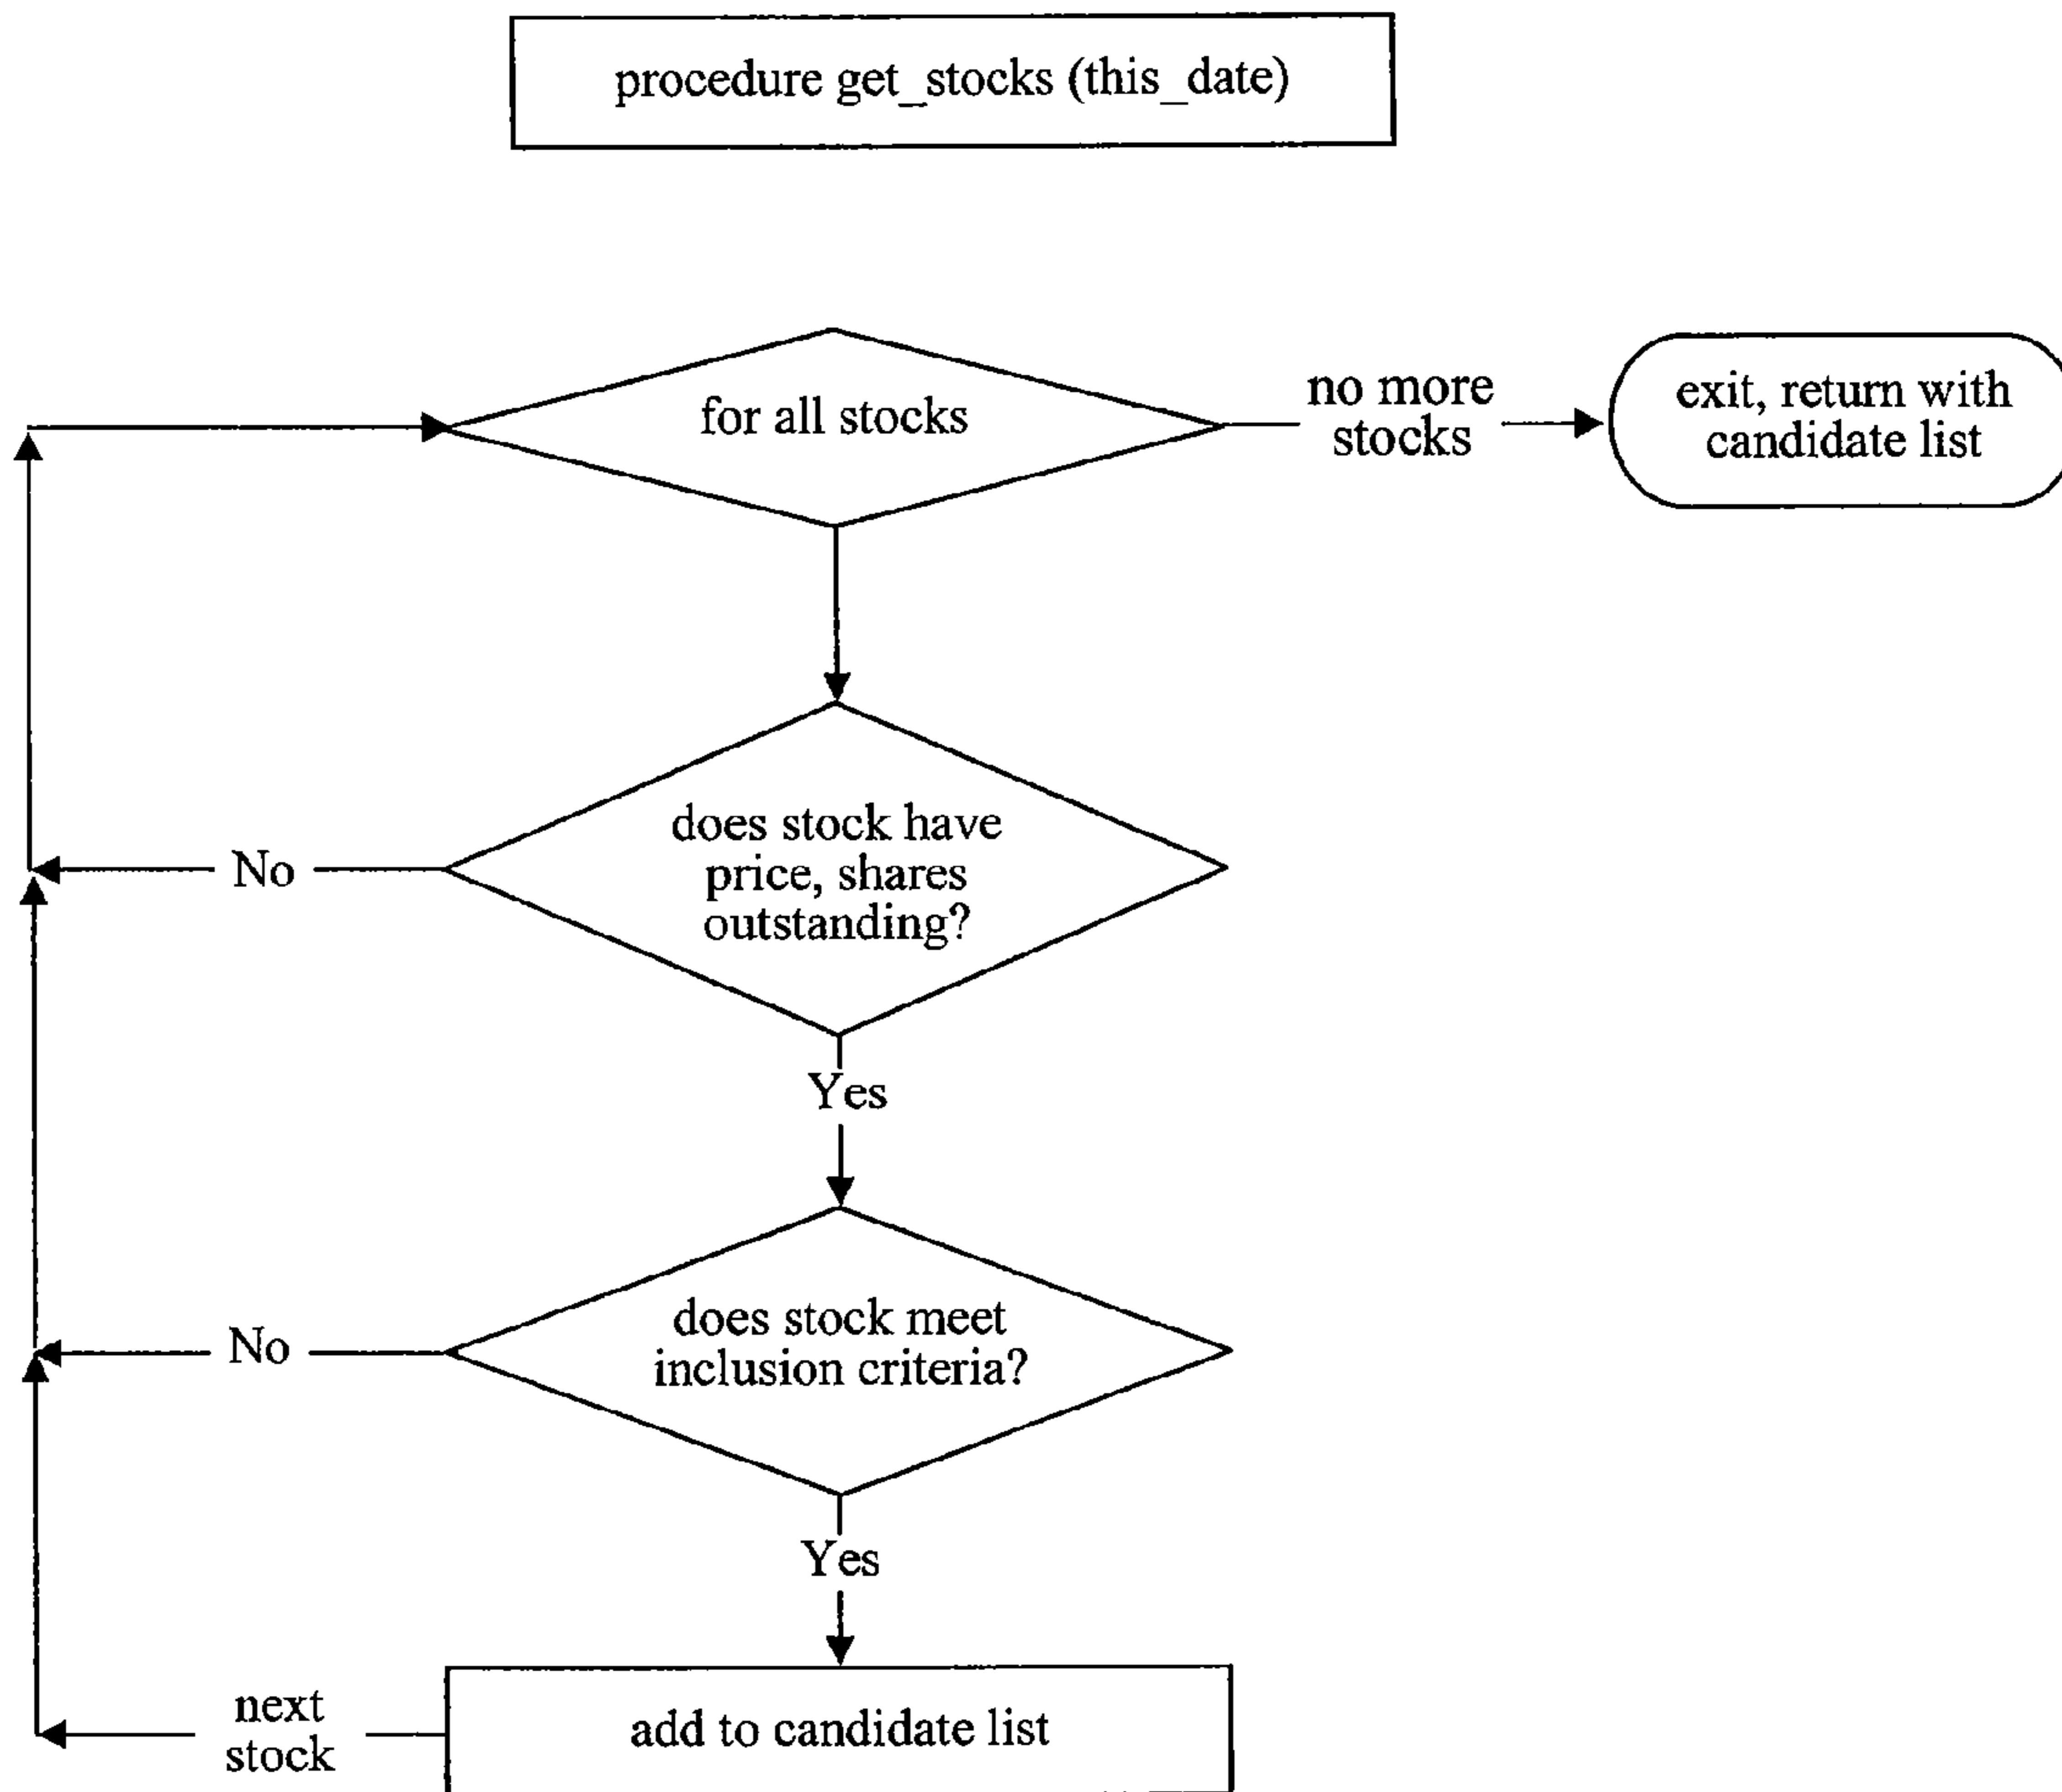 procedure get_stocks (this_date)
for all stocks
no more
stocks
exit, return with
candidate list
does stock have
price, shares
outstanding?
No
Yes
does stock meet
inclusion criteria?
No
Yes
add to candidate list
next
stock